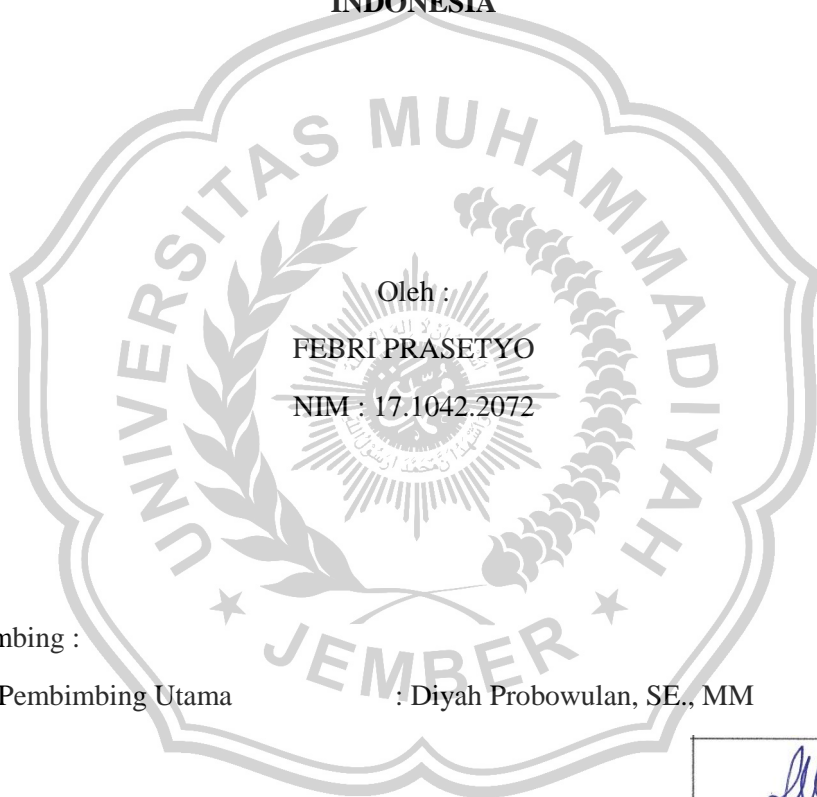 INDONESIA
UNIVERSITAS MUHAMMADIYAH
Oleh :
FEBRI PRASETYO
NIM : 17.1042.2072
JEMBER
mbing :
Pembimbing Utama : Diyah Probowulan, SE., MM